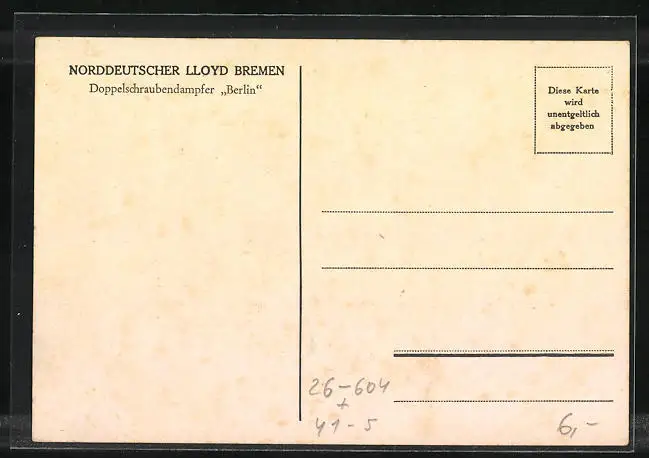 NORDDEUTSCHER LLOYD BREMEN
Doppelschraubendampfer „Berlin“
Diese Karte
wird
unentgeltlich
abgegeben
26-604
+
41-5
6,-